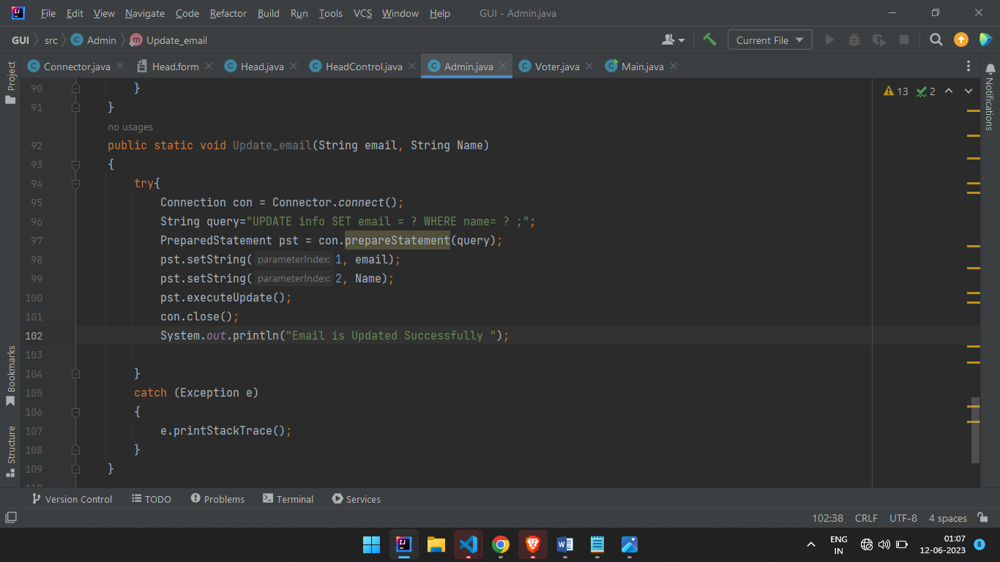 File Edit View Navigate Code Refactor Build Run Tools VCS Window Help GUI - Admin.java
GUI src Admin Update_email Current File
Connector.java Head.form Head.java HeadControl.java Admin.java Voter.java Main.java
Project
Bookmarks
Structure
Notifications
13 2
90 }
91 }
no usages
92 public static void Update_email(String email, String Name)
93 {
94 try{
95 Connection con = Connector.connect();
96 String query="UPDATE info SET email = ? WHERE name= ? ;";
97 PreparedStatement pst = con.prepareStatement(query);
98 pst.setString( parameterIndex: 1, email);
99 pst.setString( parameterIndex: 2, Name);
100 pst.executeUpdate();
101 con.close();
102 System.out.println("Email is Updated Successfully ");
103
104 }
105 catch (Exception e)
106 {
107 e.printStackTrace();
108 }
109 }
Version Control TODO Problems Terminal Services
102:38 CRLF UTF-8 4 spaces
ENG
IN
01:07
12-06-2023
8